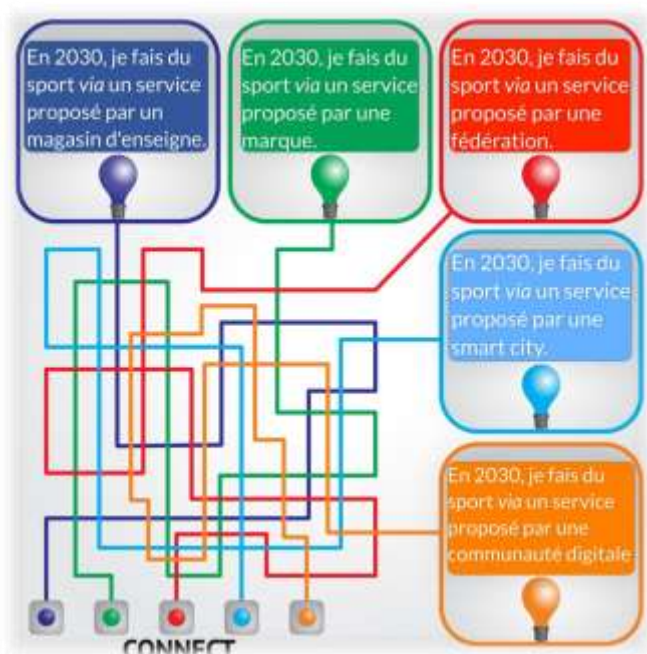 En 2030, je fais du
sport via un service
proposé par un
magasin d'enseigne.
En 2030, je fais du
sport via un service
proposé par une
marque.
En 2030, je fais du
sport via un service
proposé par une
fédération.
En 2030, je fais du
sport via un service
proposé par une
smart city.
En 2030, je fais du
sport via un service
proposé par une
communauté digitale
CONNECT